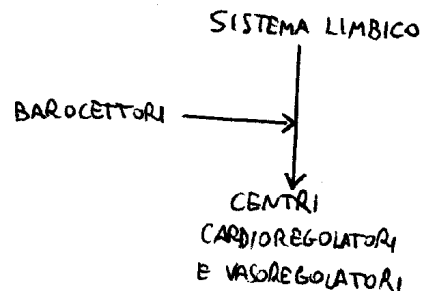 SISTEMA LIMBICO
BAROCETTORI
CENTRI
CARDIOREGOLATORI
E VASOREGOLATORI